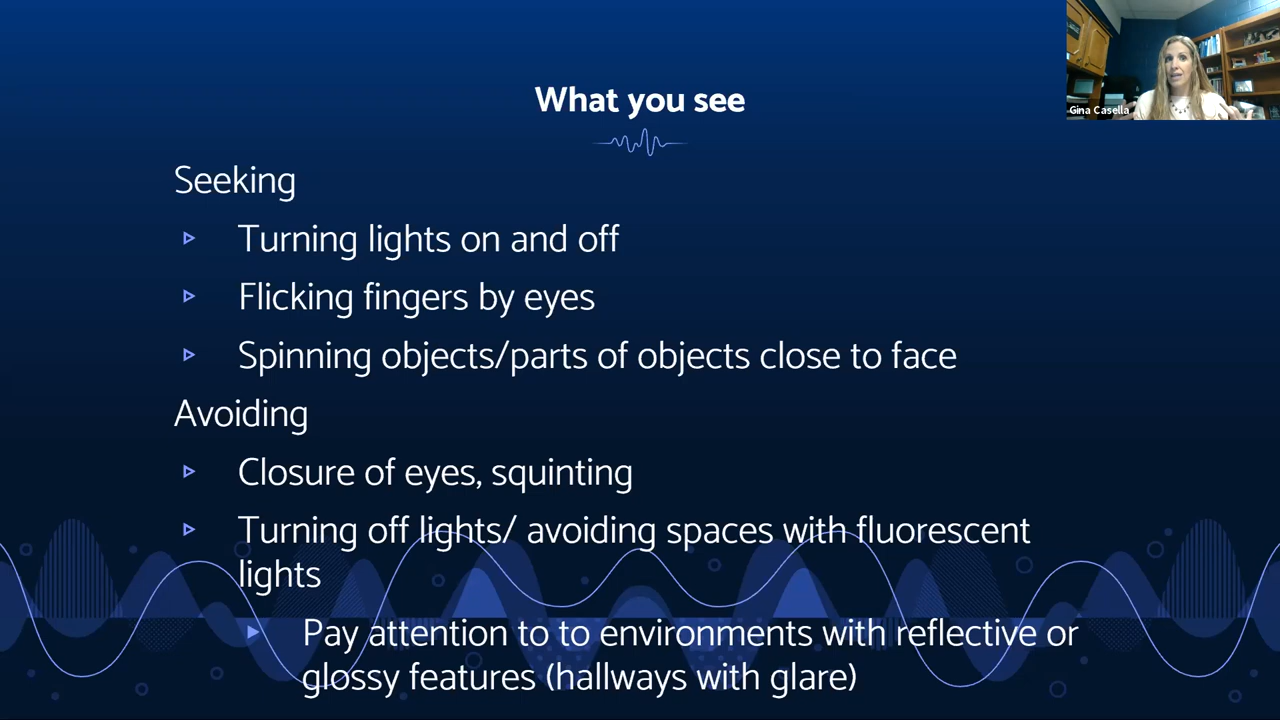 What you see
Gina Casella
Seeking
Turning lights on and off
Flicking fingers by eyes
Spinning objects/parts of objects close to face
Avoiding
Closure of eyes, squinting
Turning off lights/ avoiding spaces with fluorescent
lights
Pay attention to to environments with reflective or
glossy features (hallways with glare)